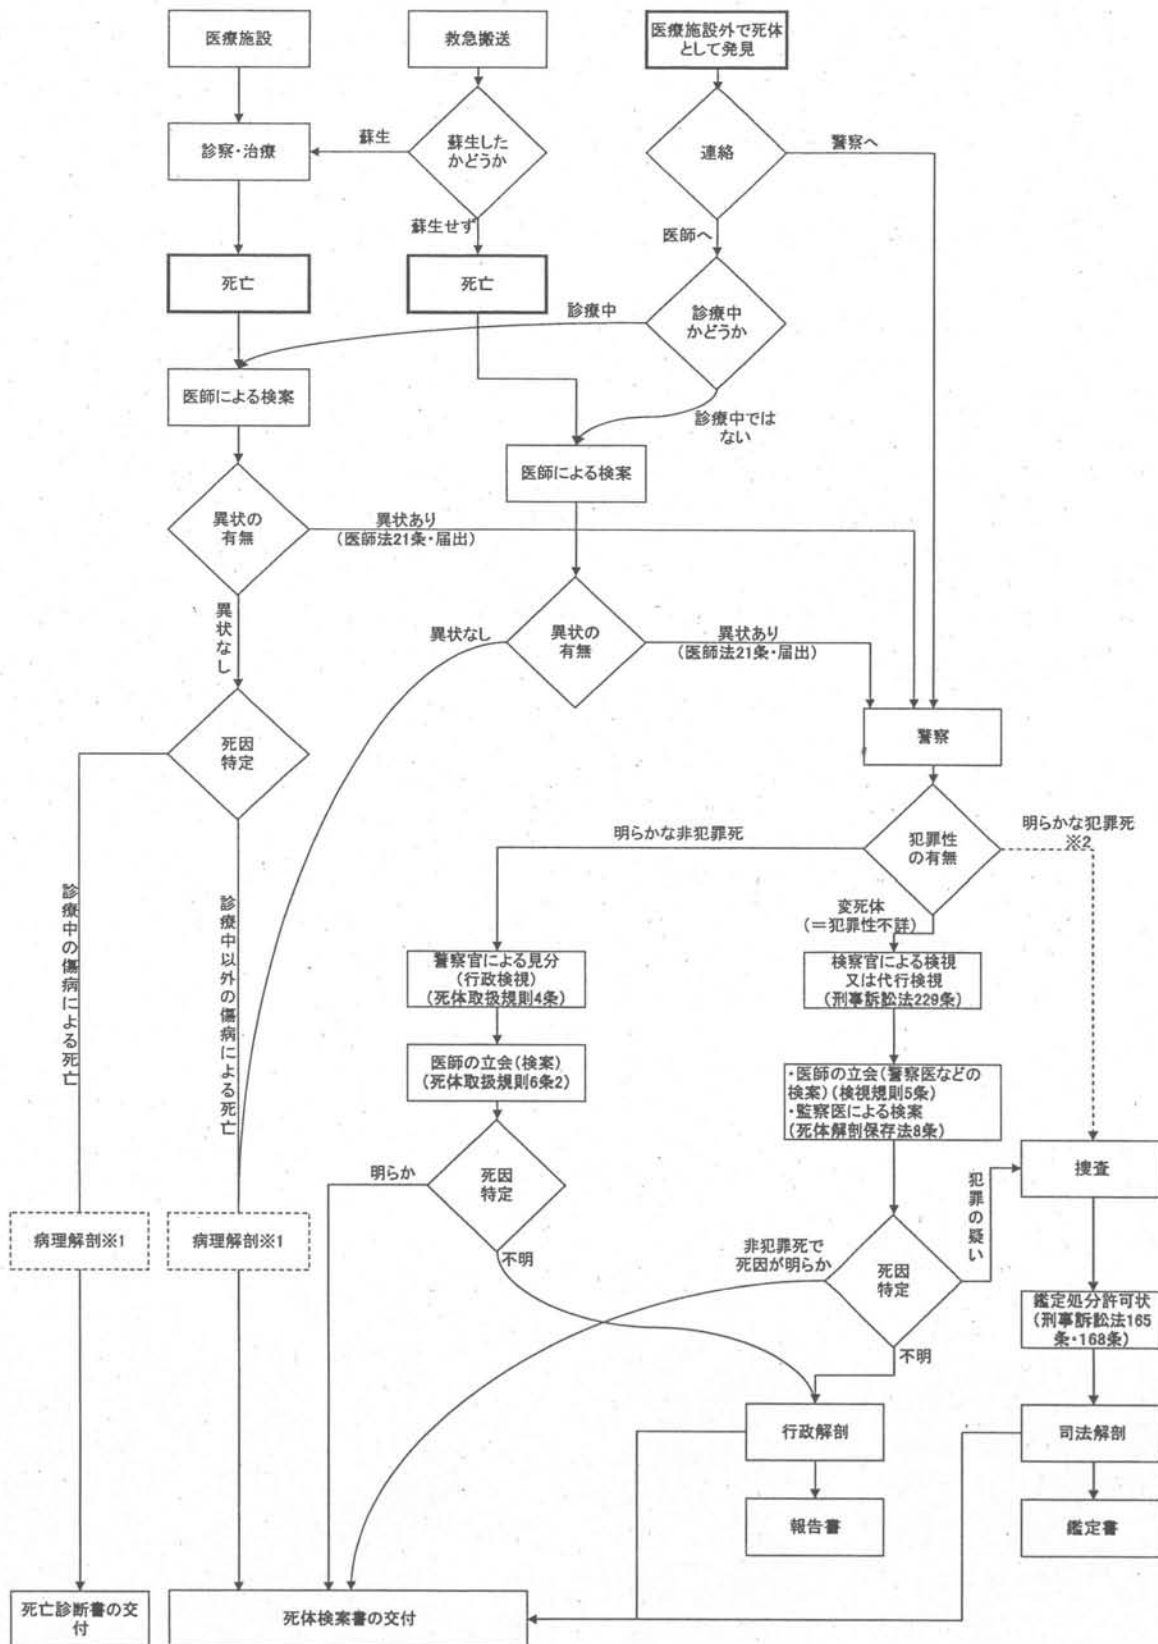 医療施設
救急搬送
医療施設外で死体
として発見
診察・治療
蘇生
蘇生した
かどうか
連絡
警察へ
蘇生せず
医師へ
死亡
死亡
診療中
診療中
かどうか
医師による検案
診療中では
ない
医師による検案
異状の
有無
異状あり
(医師法21条・届出)
異状なし
異状なし
異状の
有無
異状あり
(医師法21条・届出)
警察
死因
特定
明らかな非犯罪死
犯罪性
の有無
明らかな犯罪死
※2
診療中の傷病による死亡
診療中以外の傷病による死亡
変死体
(＝犯罪性不詳)
警察官による見分
(行政検視)
(死体取扱規則4条)
検察官による検視
又は代行検視
(刑事訴訟法229条)
医師の立会(検案)
(死体取扱規則6条2)
・医師の立会(警察医などの
検案)(検視規則5条)
・監察医による検案
(死体解剖保存法8条)
明らか
死因
特定
捜査
犯罪の疑い
病理解剖※1
病理解剖※1
不明
非犯罪死で
死因が明らか
死因
特定
鑑定処分許可状
(刑事訴訟法165
条・168条)
不明
行政解剖
司法解剖
報告書
鑑定書
死亡診断書の交
付
死体検案書の交付